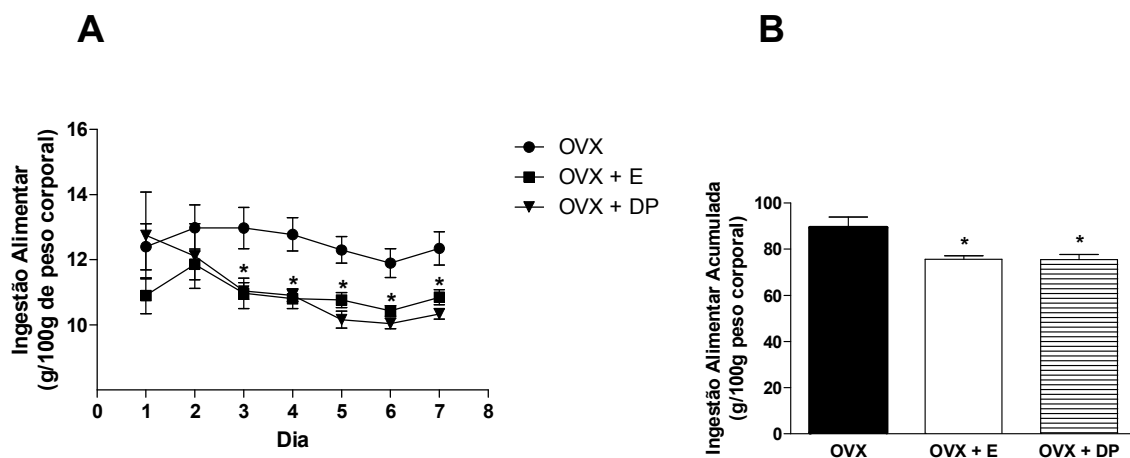 A
Ingestão Alimentar
(g/100g de peso corporal)
16
14
12
10
* * * * *
0 1 2 3 4 5 6 7 8
Dia
OVX
OVX + E
OVX + DP
B
Ingestão Alimentar Acumulada
(g/100g peso corporal)
100
80
60
40
20
0
* *
OVX OVX + E OVX + DP